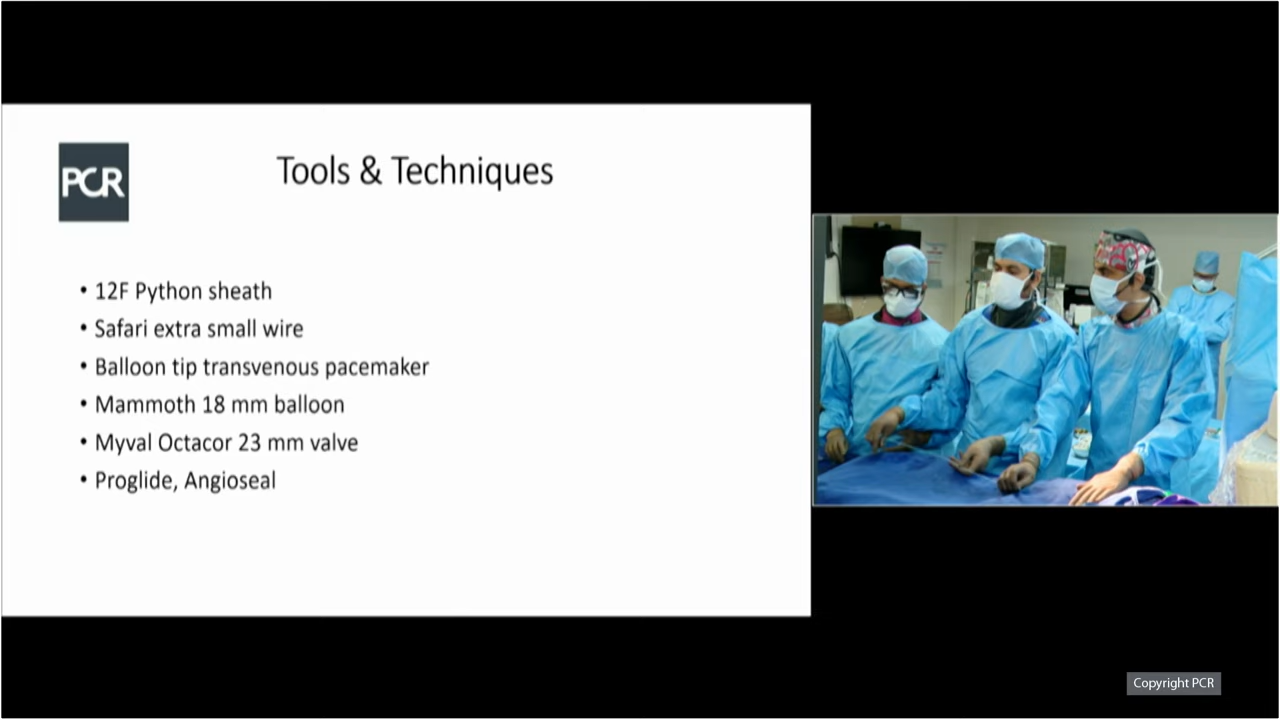 PCR
Tools & Techniques
• 12F Python sheath
• Safari extra small wire
• Balloon tip transvenous pacemaker
• Mammoth 18 mm balloon
• Myval Octacor 23 mm valve
• Proglide, Angioseal
Copyright PCR